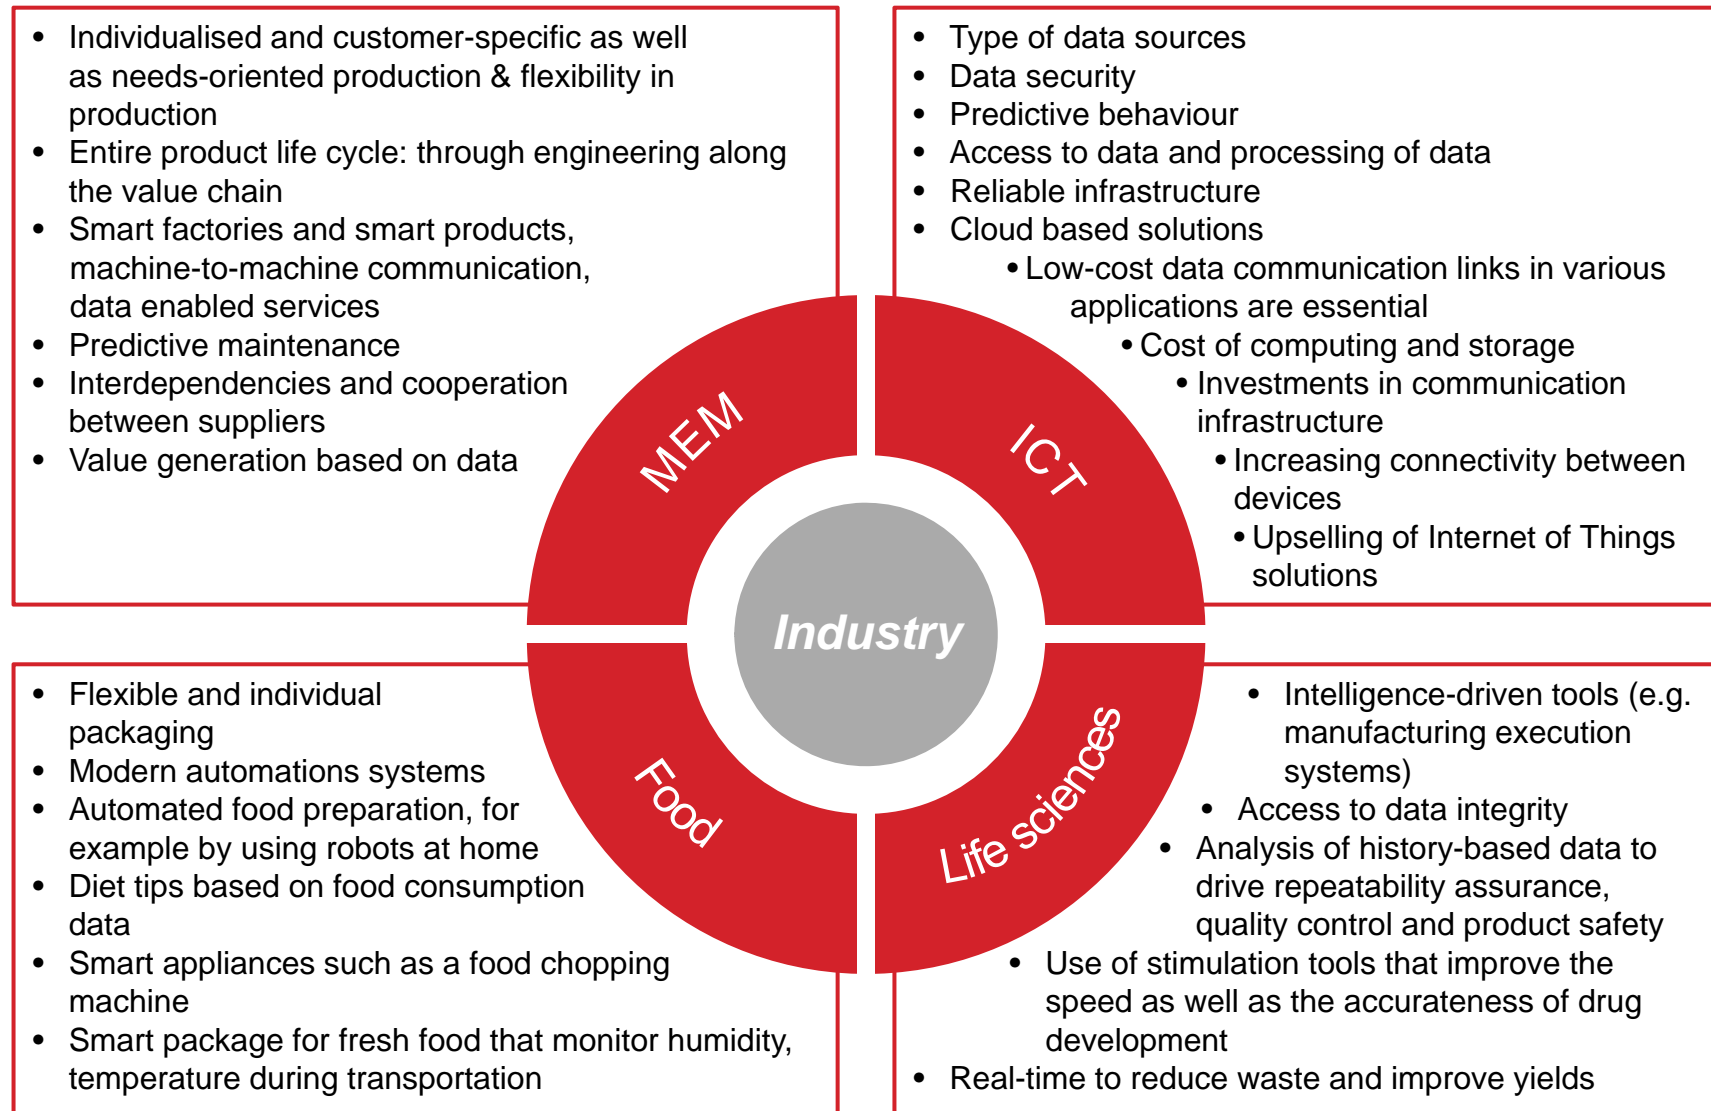 • Individualised and customer-specific as well
as needs-oriented production & flexibility in
production
• Entire product life cycle: through engineering along
the value chain
• Smart factories and smart products,
machine-to-machine communication,
data enabled services
• Predictive maintenance
• Interdependencies and cooperation
between suppliers
• Value generation based on data
MEM
• Type of data sources
• Data security
• Predictive behaviour
• Access to data and processing of data
• Reliable infrastructure
• Cloud based solutions
• Low-cost data communication links in various
applications are essential
• Cost of computing and storage
• Investments in communication
infrastructure
• Increasing connectivity between
devices
• Upselling of Internet of Things
solutions
ICT
Industry
• Flexible and individual
packaging
• Modern automations systems
• Automated food preparation, for
example by using robots at home
• Diet tips based on food consumption
data
• Smart appliances such as a food chopping
machine
• Smart package for fresh food that monitor humidity,
temperature during transportation
Food
• Intelligence-driven tools (e.g.
manufacturing execution
systems)
• Access to data integrity
• Analysis of history-based data to
drive repeatability assurance,
quality control and product safety
• Use of stimulation tools that improve the
speed as well as the accurateness of drug
development
• Real-time to reduce waste and improve yields
Life sciences